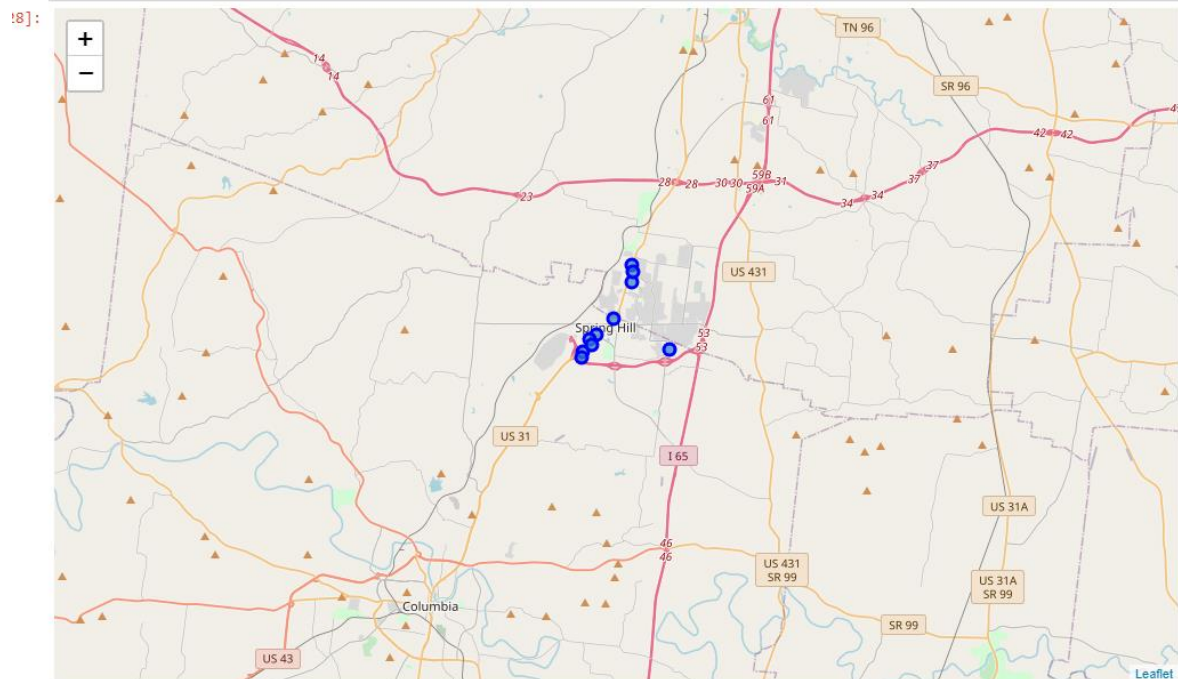 28]:
+
−
TN 96
14
14
SR 96
61
61
42 42
37
37
59B
28 28 30 30 31
59A
34
34
23
US 431
Spring Hill
53
53
US 31
I 65
US 31A
46
46
US 431
SR 99
US 31A
SR 99
Columbia
SR 99
US 43
Leaflet